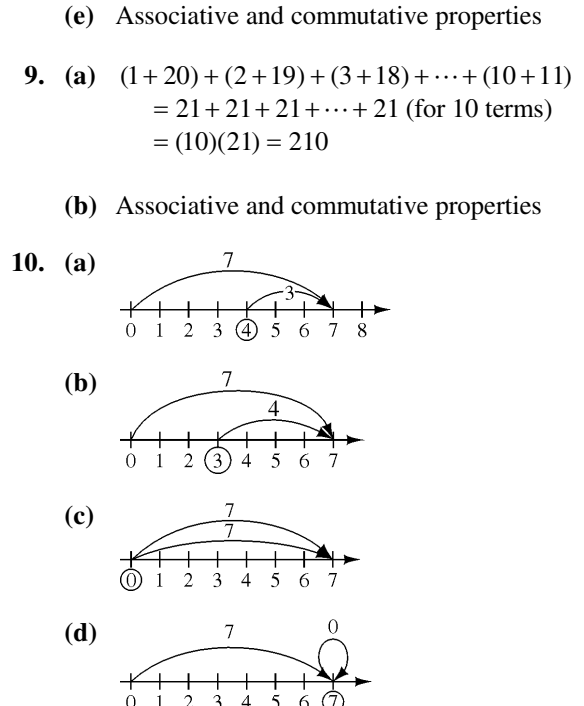 (e) Associative and commutative properties
9. (a) (1+20)+(2+19)+(3+18)+⋯+(10+11)
= 21+21+21+⋯+21 (for 10 terms)
= (10)(21) = 210
(b) Associative and commutative properties
10. (a)
7
3
0 1 2 3 4 5 6 7 8
(b)
7
4
0 1 2 3 4 5 6 7
(c)
7
7
0 1 2 3 4 5 6 7
(d)
7 0
0 1 2 3 4 5 6 7